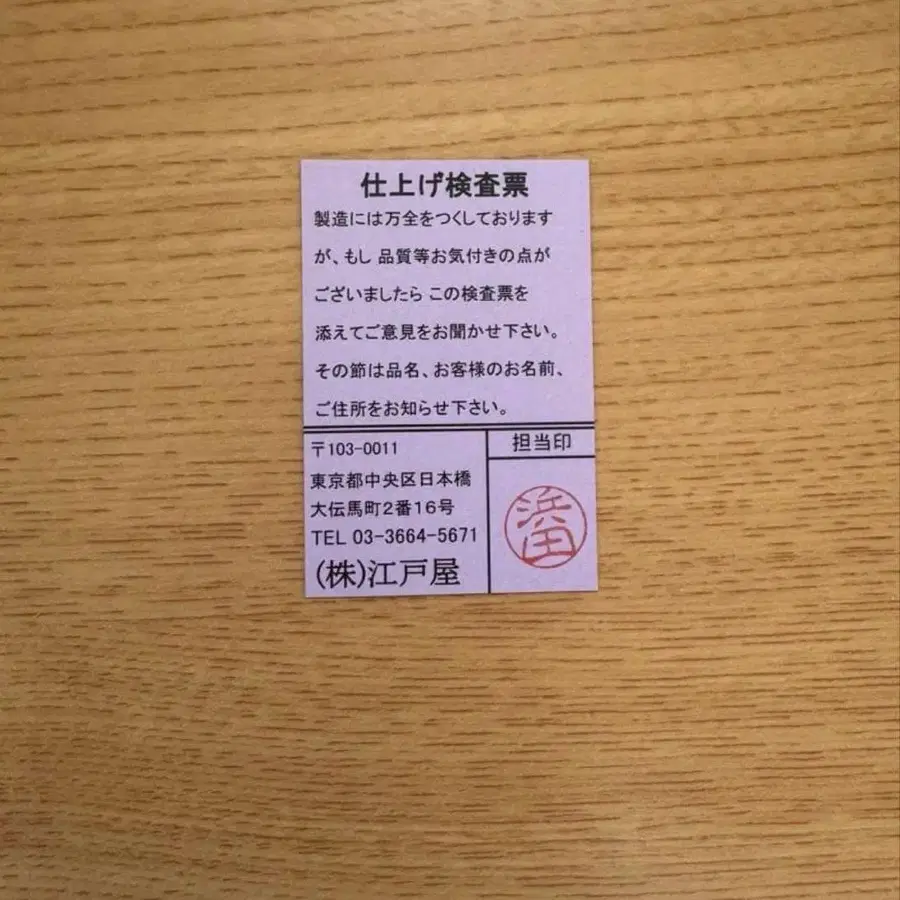 仕上げ検査票
製造には万全をつくしております
が、もし 品質等お気付きの点が
ございましたら この検査票を
添えてご意見をお聞かせ下さい。
その節は品名、お客様のお名前、
ご住所をお知らせ下さい。
〒103-0011
東京都中央区日本橋
大伝馬町2番16号
TEL 03-3664-5671
(株)江戸屋
担当印
浜田